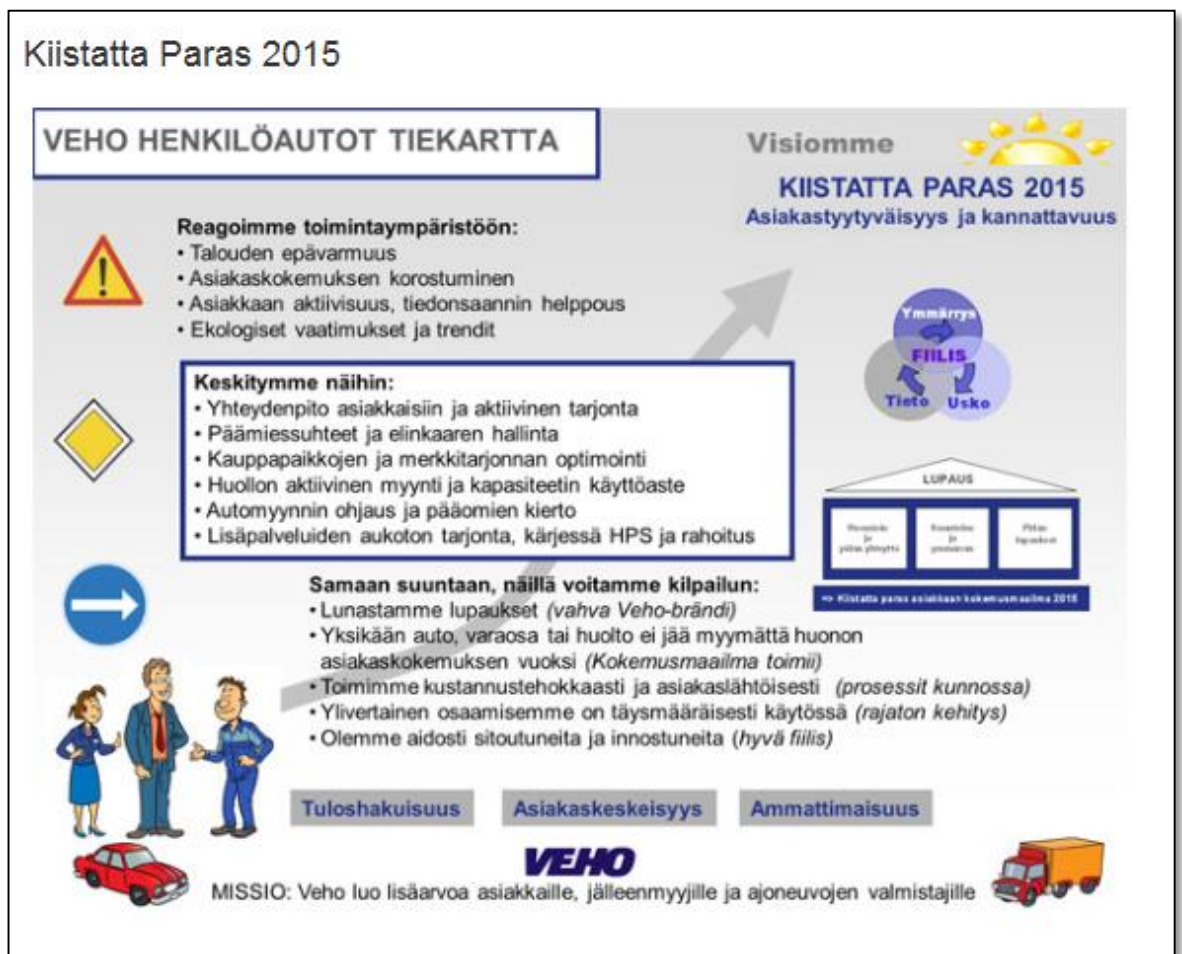 Kiistatta Paras 2015
VEHO HENKILÖAUTOT TIEKARTTA
Visiomme
KIISTATTA PARAS 2015
Asiakastyytyväisyys ja kannattavuus
Reagoimme toimintaympäristöön:
• Talouden epävarmuus
• Asiakaskokemuksen korostuminen
• Asiakkaan aktiivisuus, tiedonsaannin helppous
• Ekologiset vaatimukset ja trendit
Ymmärrys
FIILIS
Tieto Usko
Keskitymme näihin:
• Yhteydenpito asiakkaisiin ja aktiivinen tarjonta
• Päämiessuhteet ja elinkaaren hallinta
• Kauppapaikkojen ja merkkitarjonnan optimointi
• Huollon aktiivinen myynti ja kapasiteetin käyttöaste
• Automyynnin ohjaus ja pääomien kierto
• Lisäpalveluiden aukoton tarjonta, kärjessä HPS ja rahoitus
LUPAUS
=> Kiistatta paras asiakkaan kokemusmaailma 2015
Samaan suuntaan, näillä voitamme kilpailun:
• Lunastamme lupaukset (vahva Veho-brändi)
• Yksikään auto, varaosa tai huolto ei jää myymättä huonon
asiakaskokemuksen vuoksi (Kokemusmaailma toimii)
• Toimimme kustannustehokkaasti ja asiakaslähtöisesti (prosessit kunnossa)
• Ylivertainen osaamisemme on täysmääräisesti käytössä (rajaton kehitys)
• Olemme aidosti sitoutuneita ja innostuneita (hyvä fiilis)
Tuloshakuisuus Asiakaskeskeisyys Ammattimaisuus
VEHO
MISSIO: Veho luo lisäarvoa asiakkaille, jälleenmyyjille ja ajoneuvojen valmistajille